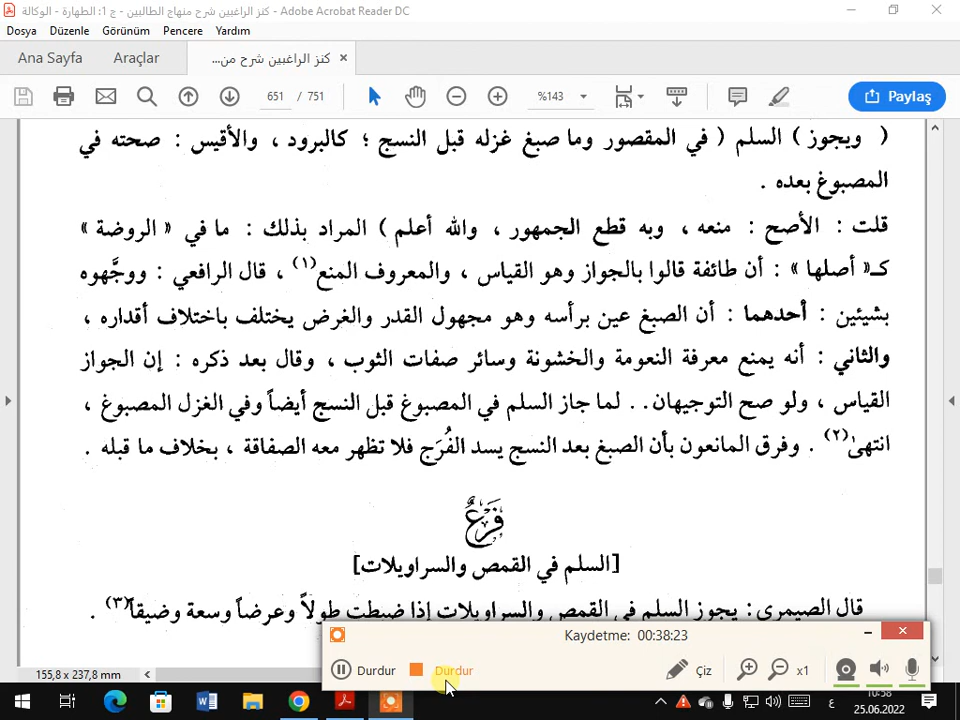 كنز الراغبين شرح منهاج الطالبين - ج 1: الطهارة - الوكالة - Adobe Acrobat Reader DC
Dosya Düzenle Görünüm Pencere Yardım
Ana Sayfa Araçlar كنز الراغبين شرح من...
651 / 751 %143 Paylaş
( ويجوز ) السلم ( في المقصور وما صبغ غزله قبل النسج ؛ كالبرود ، والأقيس : صحته في
المصبوغ بعده .
قلت : الأصح : منعه ، وبه قطع الجمهور ، والله أعلم ) المراد بذلك : ما في « الروضة »
كـ« أصلها » : أن طائفة قالوا بالجواز وهو القياس ، والمعروف المنع(١) ، قال الرافعي : ووجَّهوه
بشيئين : أحدهما : أن الصبغ عين برأسه وهو مجهول القدر والغرض يختلف باختلاف أقداره ،
والثاني : أنه يمنع معرفة النعومة والخشونة وسائر صفات الثوب ، وقال بعد ذكره : إن الجواز
القياس ، ولو صح التوجيهان . . لما جاز السلم في المصبوغ قبل النسج أيضاً وفي الغزل المصبوغ ،
انتهىٰ(٢) . وفرق المانعون بأن الصبغ بعد النسج يسد الفُرَج فلا تظهر معه الصفاقة ، بخلاف ما قبله .
فَرْعٌ
[السلم في القمص والسراويلات]
قال الصيمري : يجوز السلم في القمص والسراويلات إذا ضبطت طولاً وعرضاً وسعة وضيقاً(٣) .
Kaydetme: 00:38:23
Durdur Durdur Çiz x1
155,8 x 237,8 mm
ع 10:58
25.06.2022